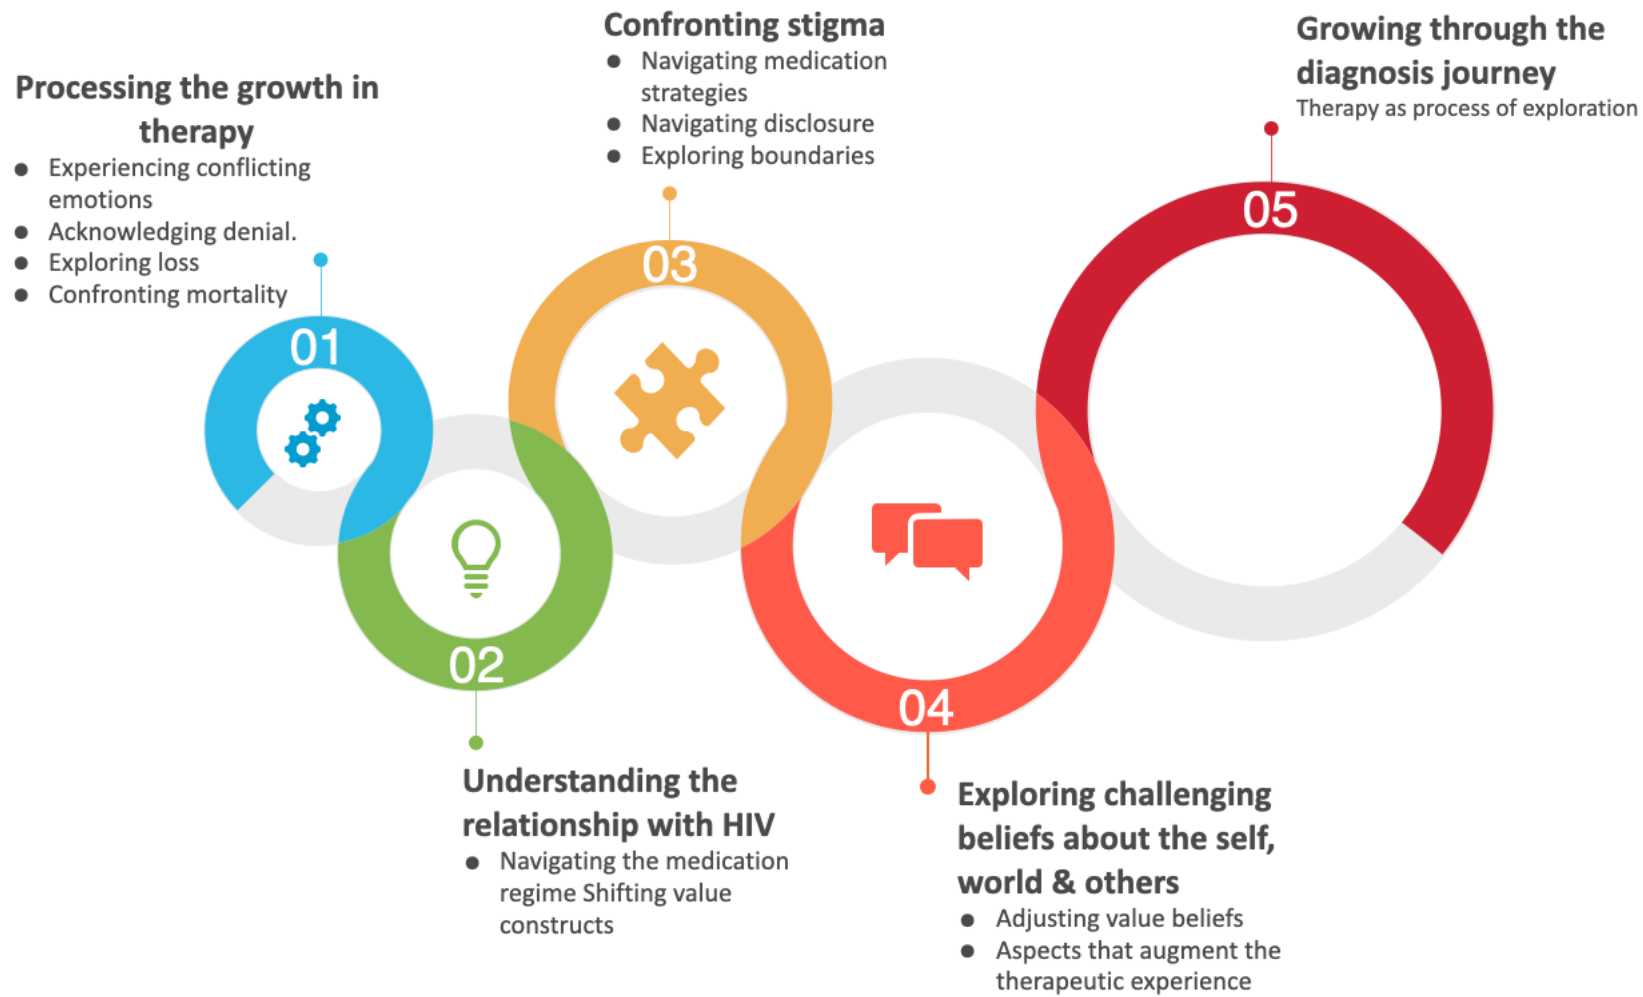 Processing the growth in
therapy
● Experiencing conflicting
emotions
● Acknowledging denial.
● Exploring loss
● Confronting mortality
01
02
Understanding the
relationship with HIV
● Navigating the medication
regime Shifting value
constructs
Confronting stigma
● Navigating medication
strategies
● Navigating disclosure
● Exploring boundaries
03
04
Exploring challenging
beliefs about the self,
world & others
● Adjusting value beliefs
● Aspects that augment the
therapeutic experience
Growing through the
diagnosis journey
Therapy as process of exploration
05